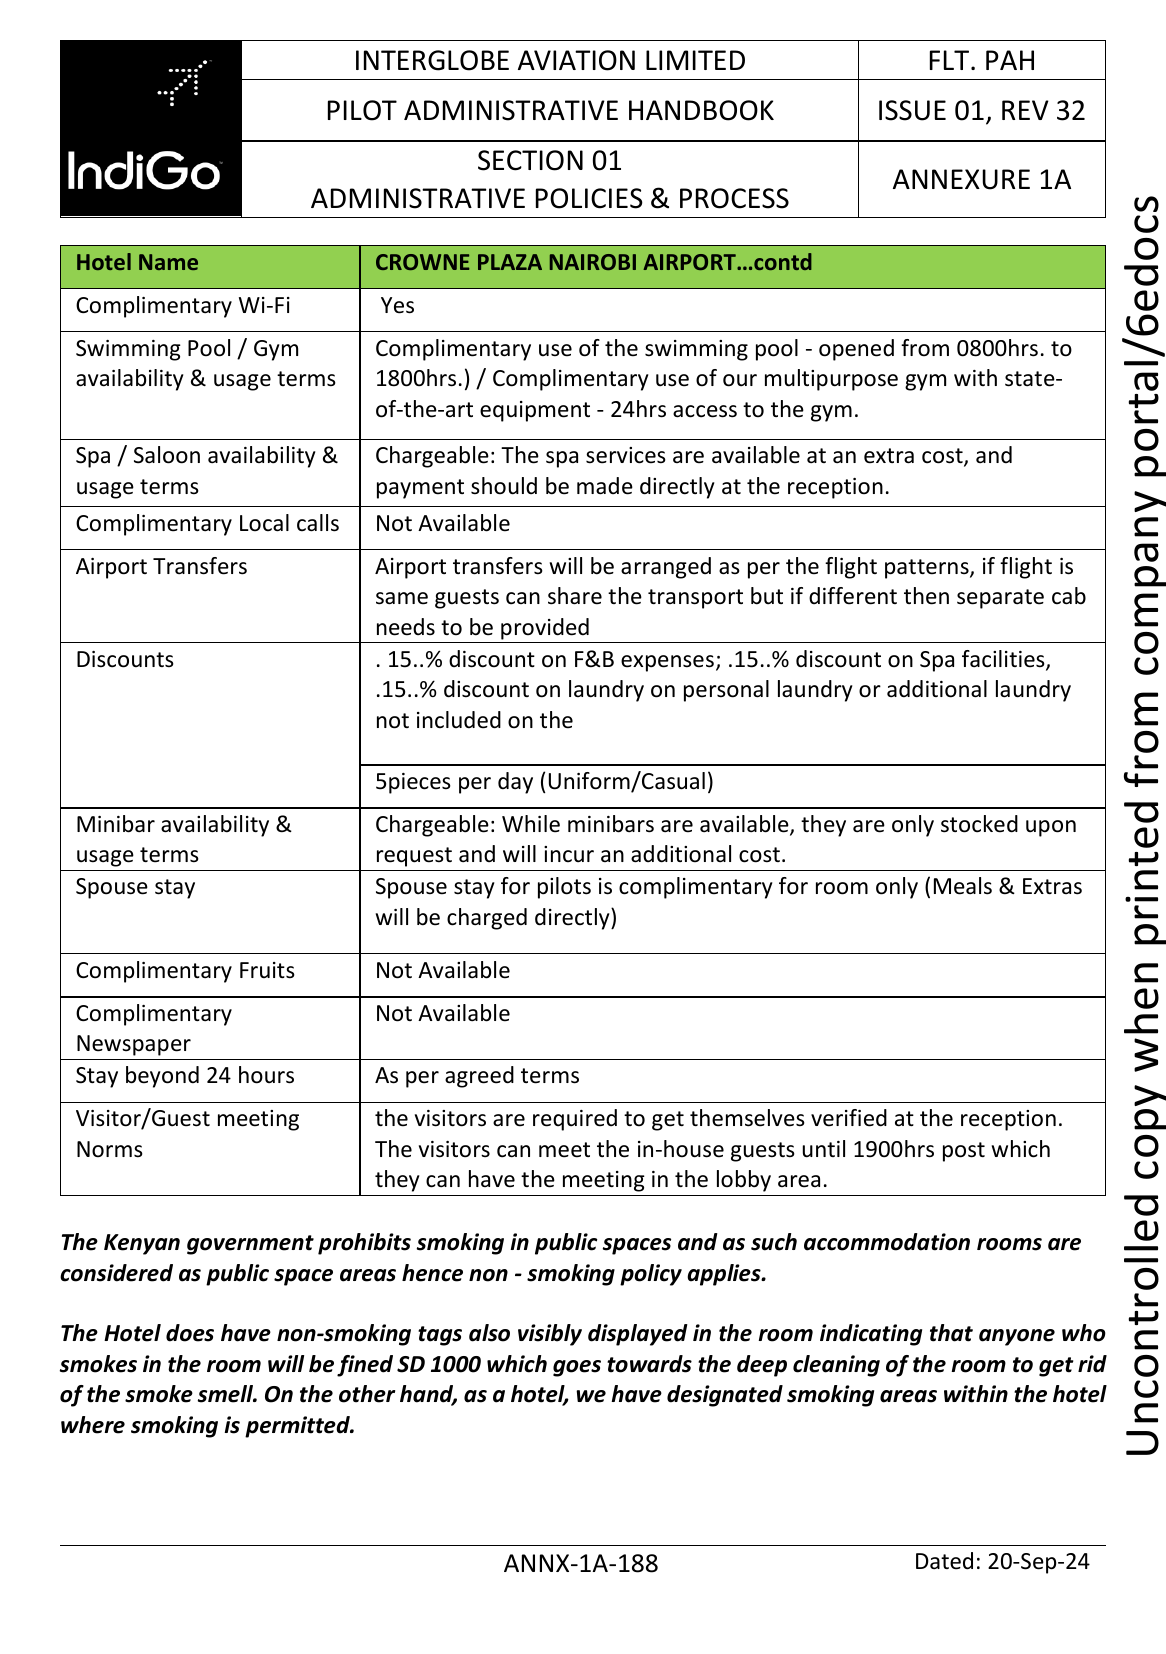 IndiGo
INTERGLOBE AVIATION LIMITED
FLT. PAH
PILOT ADMINISTRATIVE HANDBOOK
ISSUE 01, REV 32
SECTION 01
ADMINISTRATIVE POLICIES & PROCESS
ANNEXURE 1A
Hotel Name
CROWNE PLAZA NAIROBI AIRPORT...contd
Complimentary Wi-Fi
Yes
Swimming Pool / Gym
availability & usage terms
Complimentary use of the swimming pool - opened from 0800hrs. to
1800hrs.) / Complimentary use of our multipurpose gym with state-
of-the-art equipment - 24hrs access to the gym.
Spa / Saloon availability &
usage terms
Chargeable: The spa services are available at an extra cost, and
payment should be made directly at the reception.
Complimentary Local calls
Not Available
Airport Transfers
Airport transfers will be arranged as per the flight patterns, if flight is
same guests can share the transport but if different then separate cab
needs to be provided
Discounts
. 15..% discount on F&B expenses; .15..% discount on Spa facilities,
.15..% discount on laundry on personal laundry or additional laundry
not included on the
5pieces per day (Uniform/Casual)
Minibar availability &
usage terms
Chargeable: While minibars are available, they are only stocked upon
request and will incur an additional cost.
Spouse stay
Spouse stay for pilots is complimentary for room only (Meals & Extras
will be charged directly)
Complimentary Fruits
Not Available
Complimentary
Newspaper
Not Available
Stay beyond 24 hours
As per agreed terms
Visitor/Guest meeting
Norms
the visitors are required to get themselves verified at the reception.
The visitors can meet the in-house guests until 1900hrs post which
they can have the meeting in the lobby area.
The Kenyan government prohibits smoking in public spaces and as such accommodation rooms are
considered as public space areas hence non - smoking policy applies.
The Hotel does have non-smoking tags also visibly displayed in the room indicating that anyone who
smokes in the room will be fined SD 1000 which goes towards the deep cleaning of the room to get rid
of the smoke smell. On the other hand, as a hotel, we have designated smoking areas within the hotel
where smoking is permitted.
ANNX-1A-188
Dated: 20-Sep-24
Uncontrolled copy when printed from company portal/6edocs